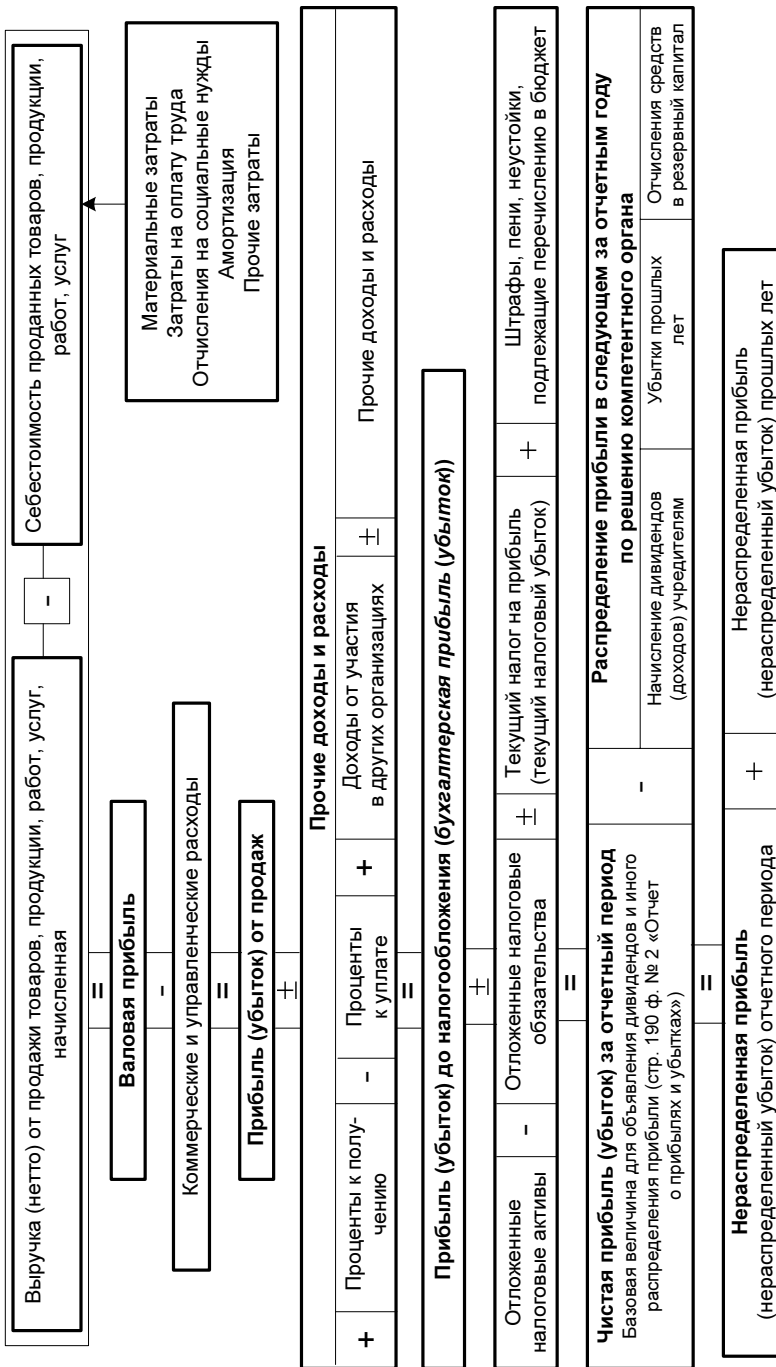 Выручка (нетто) от продажи товаров, продукции, работ, услуг,
начисленная
-
Себестоимость проданных товаров, продукции,
работ, услуг
=
Валовая прибыль
Материальные затраты
Затраты на оплату труда
Отчисления на социальные нужды
Амортизация
Прочие затраты
-
Коммерческие и управленческие расходы
=
Прибыль (убыток) от продаж
±
Прочие доходы и расходы
+
Проценты к полу-
чению
-
Проценты
к уплате
+
Доходы от участия
в других организациях
±
Прочие доходы и расходы
=
Прибыль (убыток) до налогообложения (бухгалтерская прибыль (убыток))
±
Отложенные
налоговые активы
-
Отложенные налоговые
обязательства
±
Текущий налог на прибыль
(текущий налоговый убыток)
+
Штрафы, пени, неустойки,
подлежащие перечислению в бюджет
=
Чистая прибыль (убыток) за отчетный период
Базовая величина для объявления дивидендов и иного
распределения прибыли (стр. 190 ф. № 2 «Отчет
о прибылях и убытках»)
-
Распределение прибыли в следующем за отчетным году
по решению компетентного органа
Начисление дивидендов
(доходов) учредителям
Убытки прошлых
лет
Отчисления средств
в резервный капитал
=
Нераспределенная прибыль
(нераспределенный убыток) отчетного периода
+
Нераспределенная прибыль
(нераспределенный убыток) прошлых лет